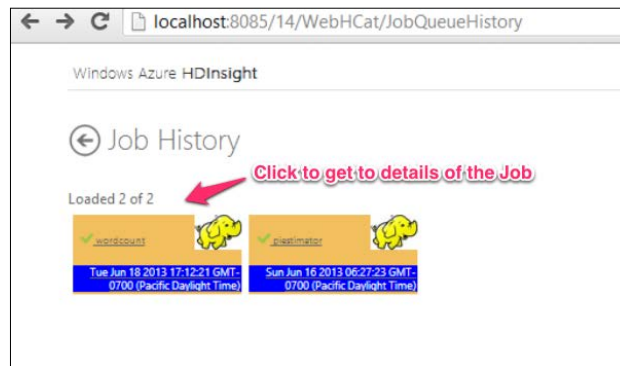 localhost:8085/14/WebHCat/JobQueueHistory
Windows Azure HDInsight
Job History
Click to get to details of the Job
Loaded 2 of 2
wordcount
Tue Jun 18 2013 17:12:21 GMT-
0700 (Pacific Daylight Time)
piestimator
Sun Jun 16 2013 06:27:23 GMT-
0700 (Pacific Daylight Time)